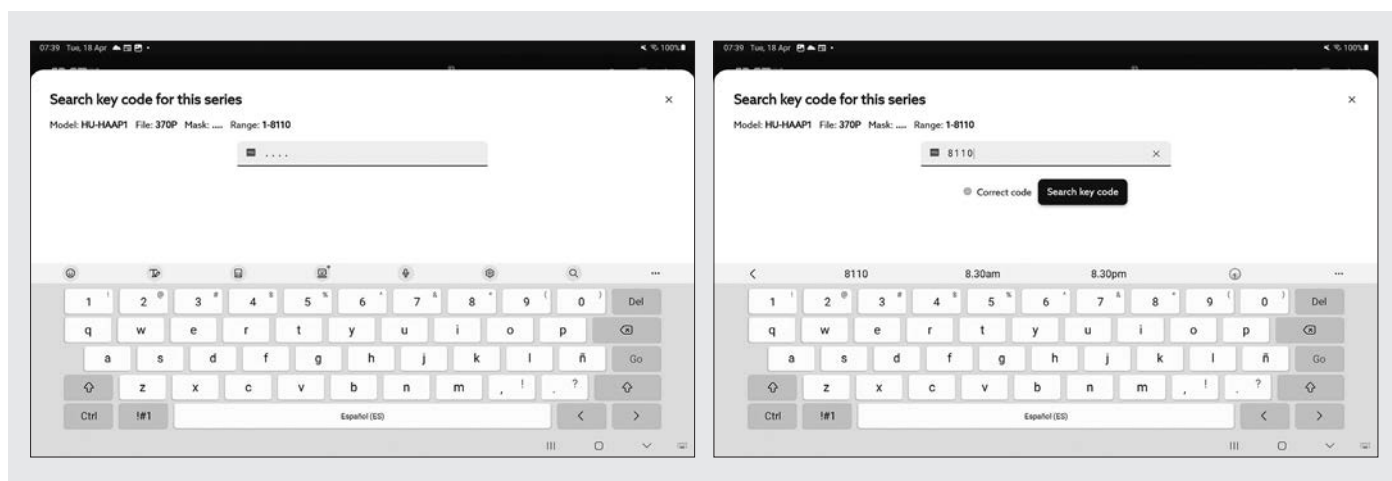 07:39 Tue, 18 Apr
100%
Search key code for this series
×
Model: HU-HAAP1 File: 370P Mask: .... Range: 1-8110
....
1 ! 2 @ 3 # 4 5 % 6 ^ 7 & 8 * 9 ( 0 ) Del
q w e r t y u i o p
a s d f g h j k l ñ Go
z x c v b n m , ! . ?
Ctrl !#1 Español (ES) < >
07:39 Tue, 18 Apr
100%
Search key code for this series
×
Model: HU-HAAP1 File: 370P Mask: .... Range: 1-8110
8110 ×
Correct code Search key code
< 8110 8.30am 8.30pm ...
1 ! 2 @ 3 # 4 5 % 6 ^ 7 & 8 * 9 ( 0 ) Del
q w e r t y u i o p
a s d f g h j k l ñ Go
z x c v b n m , ! . ?
Ctrl !#1 Español (ES) < >